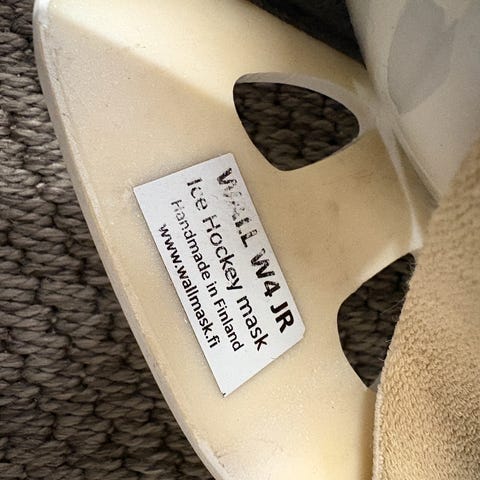 WALL W4 JR
Ice Hockey mask
Handmade in Finland
www.wallmask.fi